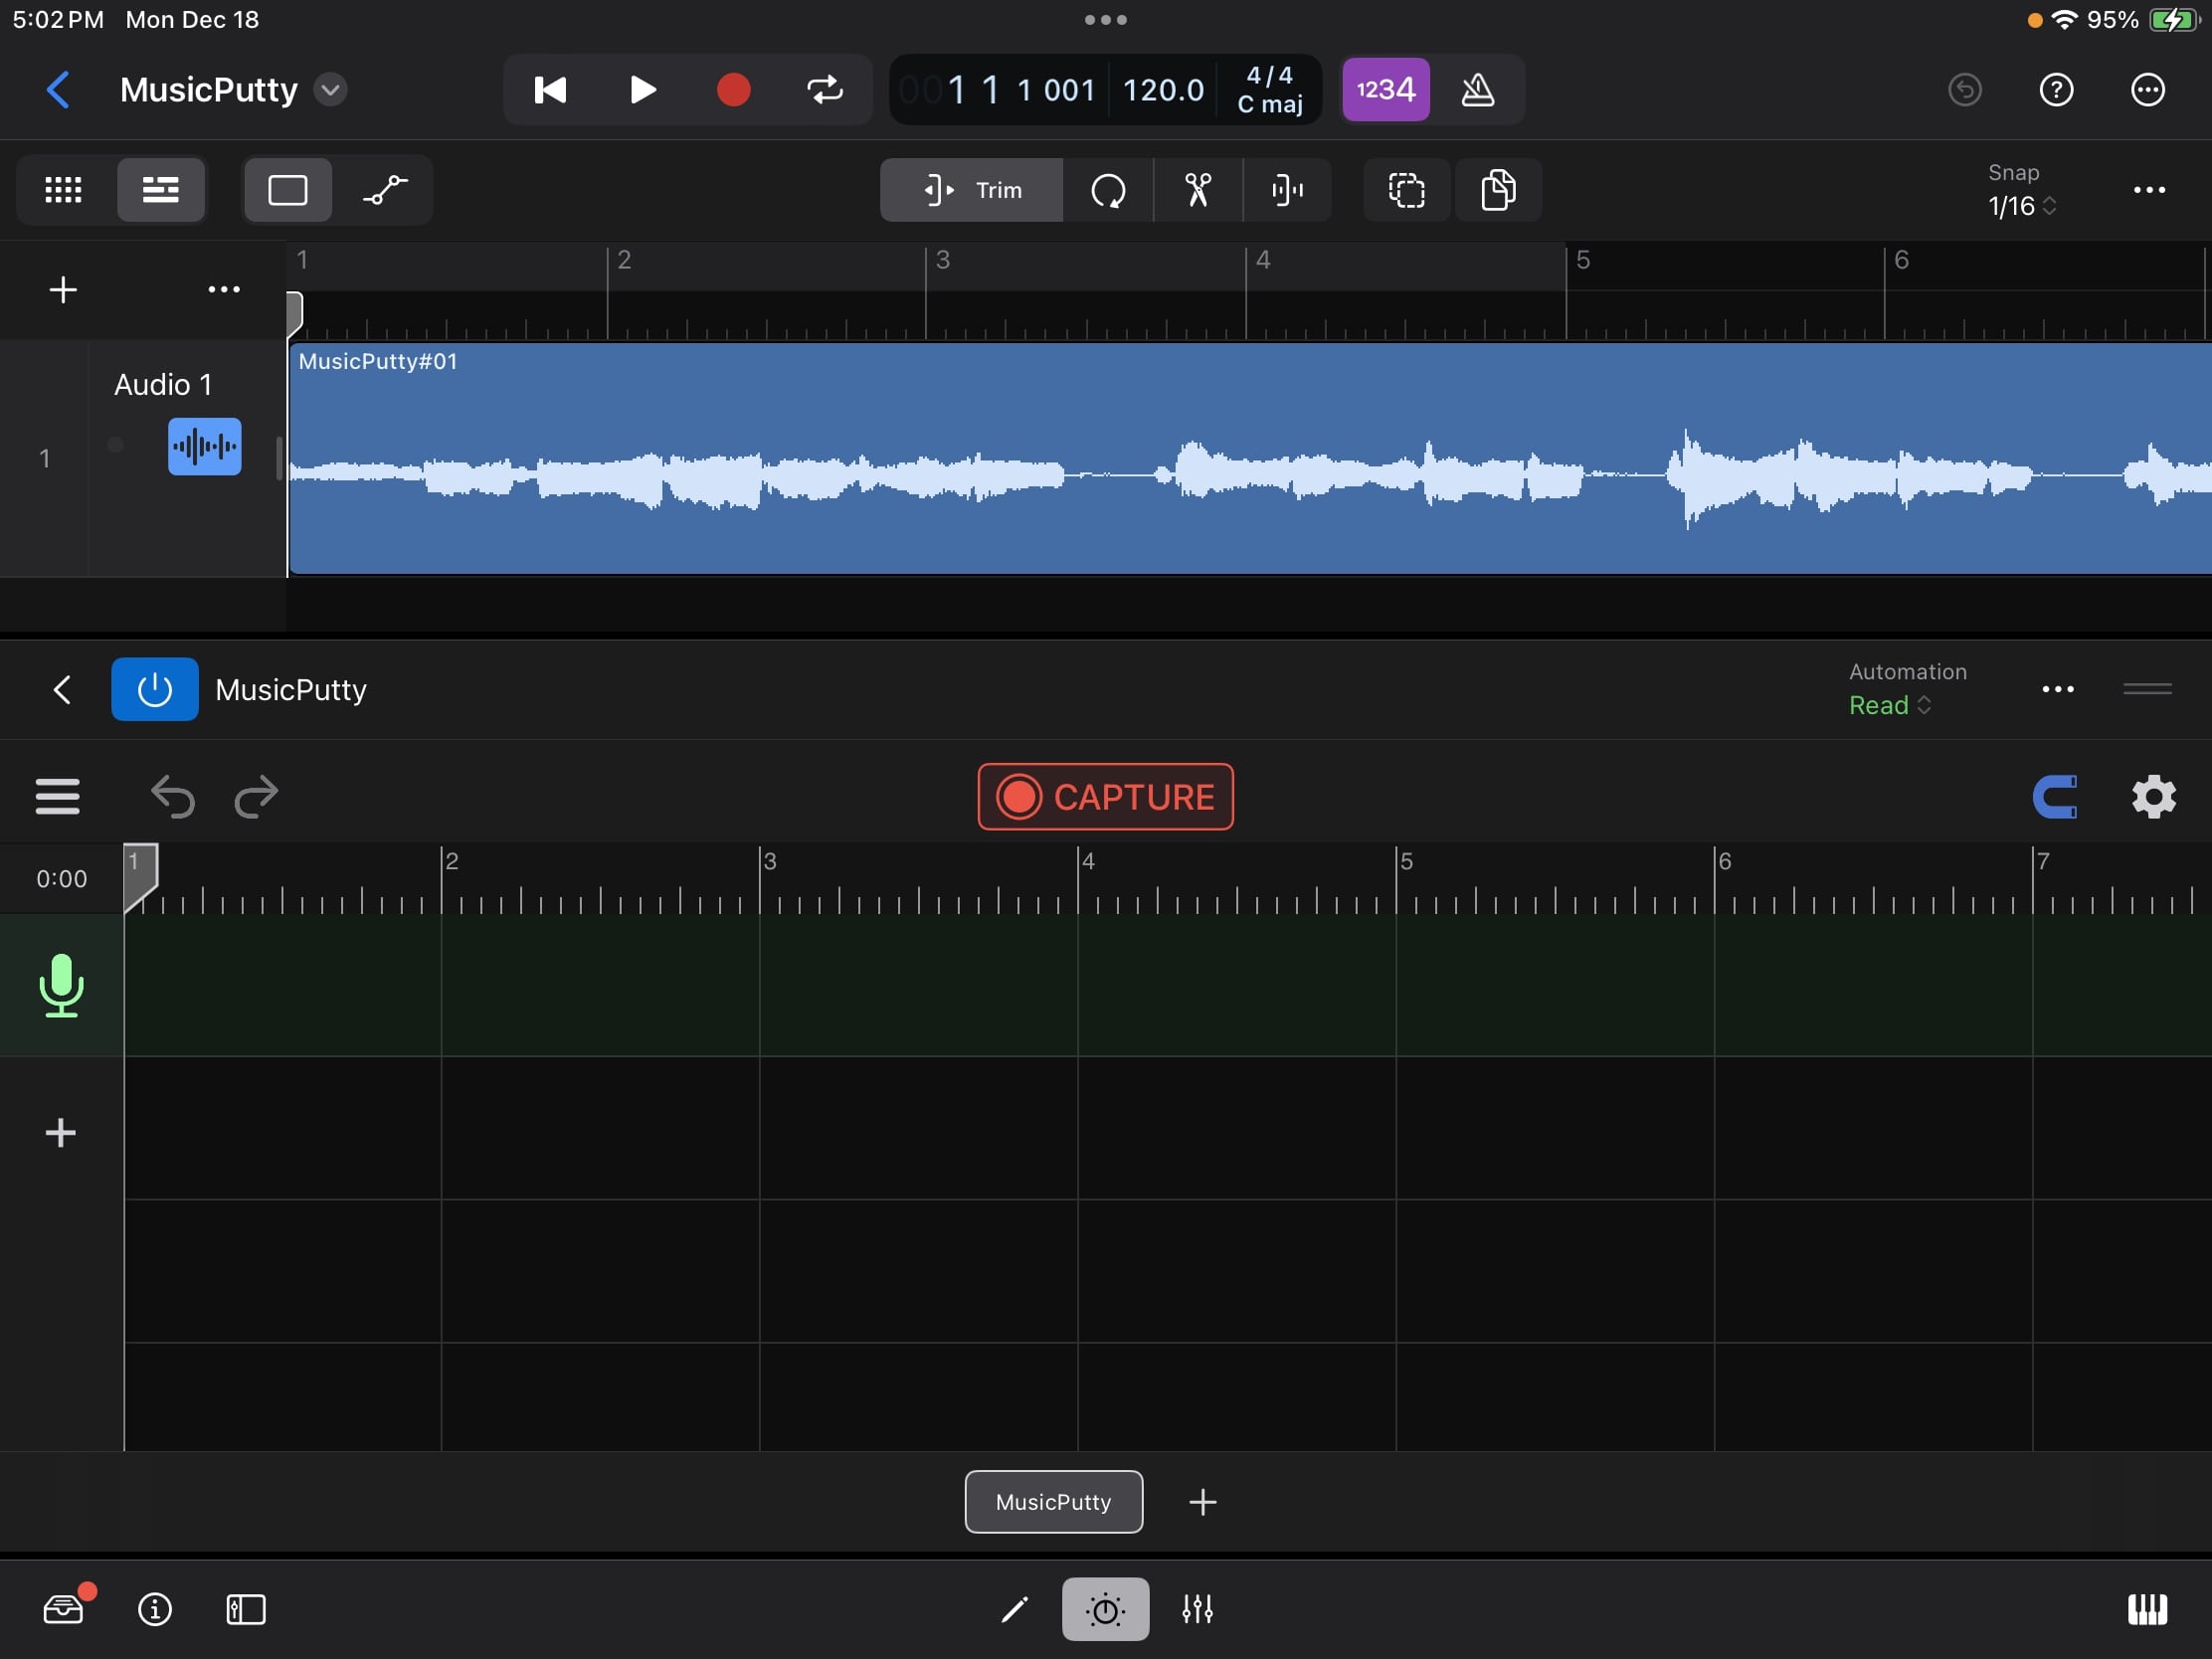 5:02 PM Mon Dec 18
95%
MusicPutty
001 1 1 001 120.0 4/4
C maj
1234
Trim
Snap
1/16
1 2 3 4 5 6
Audio 1
1
MusicPutty#01
MusicPutty
Automation
Read
CAPTURE
0:00
1 2 3 4 5 6 7
MusicPutty